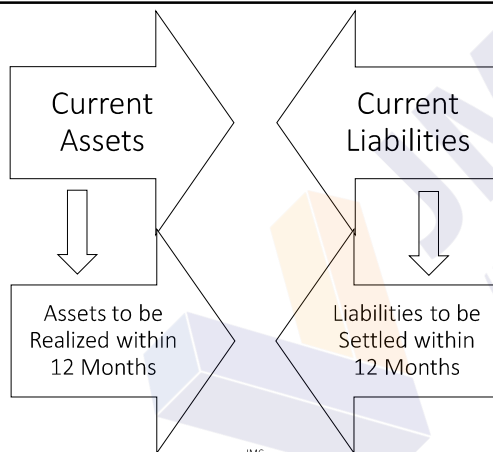 Current
Assets
Current
Liabilities
Assets to be
Realized within
12 Months
Liabilities to be
Settled within
12 Months